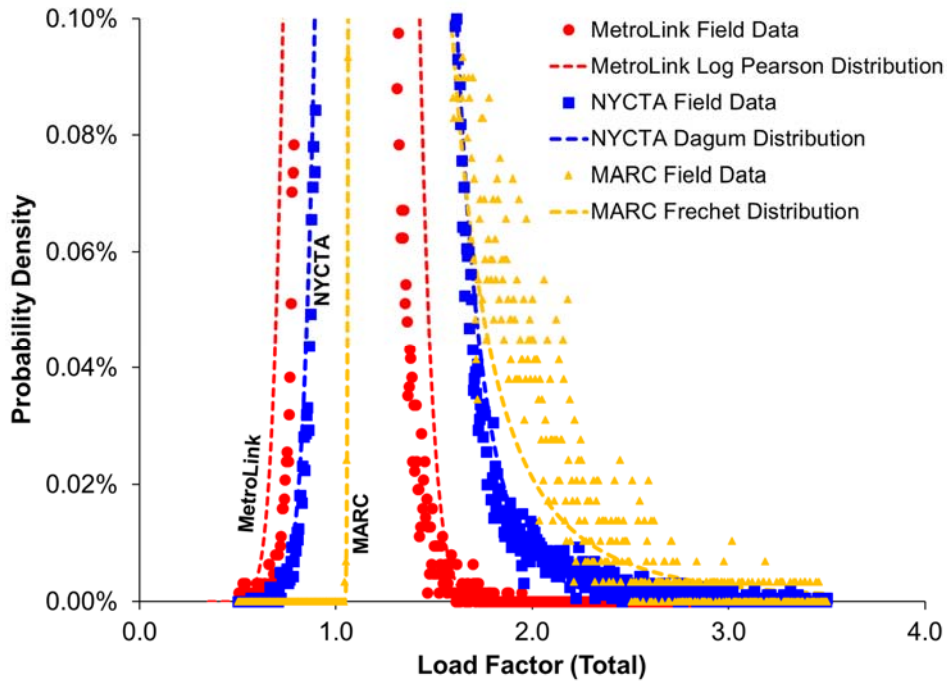 0.10%
0.08%
0.06%
0.04%
0.02%
0.00%
Probability Density
MetroLink Field Data
MetroLink Log Pearson Distribution
NYCTA Field Data
NYCTA Dagum Distribution
MARC Field Data
MARC Frechet Distribution
MetroLink
NYCTA
MARC
0.0 1.0 2.0 3.0 4.0
Load Factor (Total)